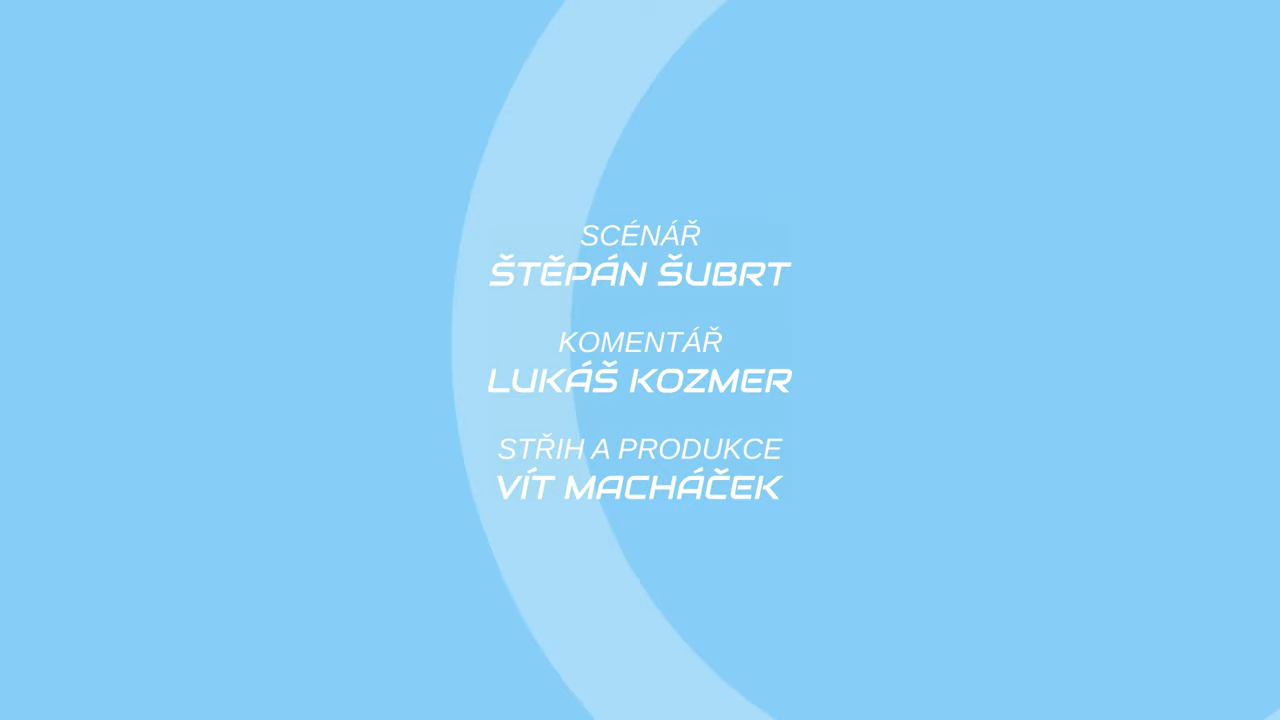 SCÉNÁŘ
ŠTĚPÁN ŠUBRT
KOMENTÁŘ
LUKÁŠ KOZMER
STŘIH A PRODUKCE
VÍT MACHÁČEK